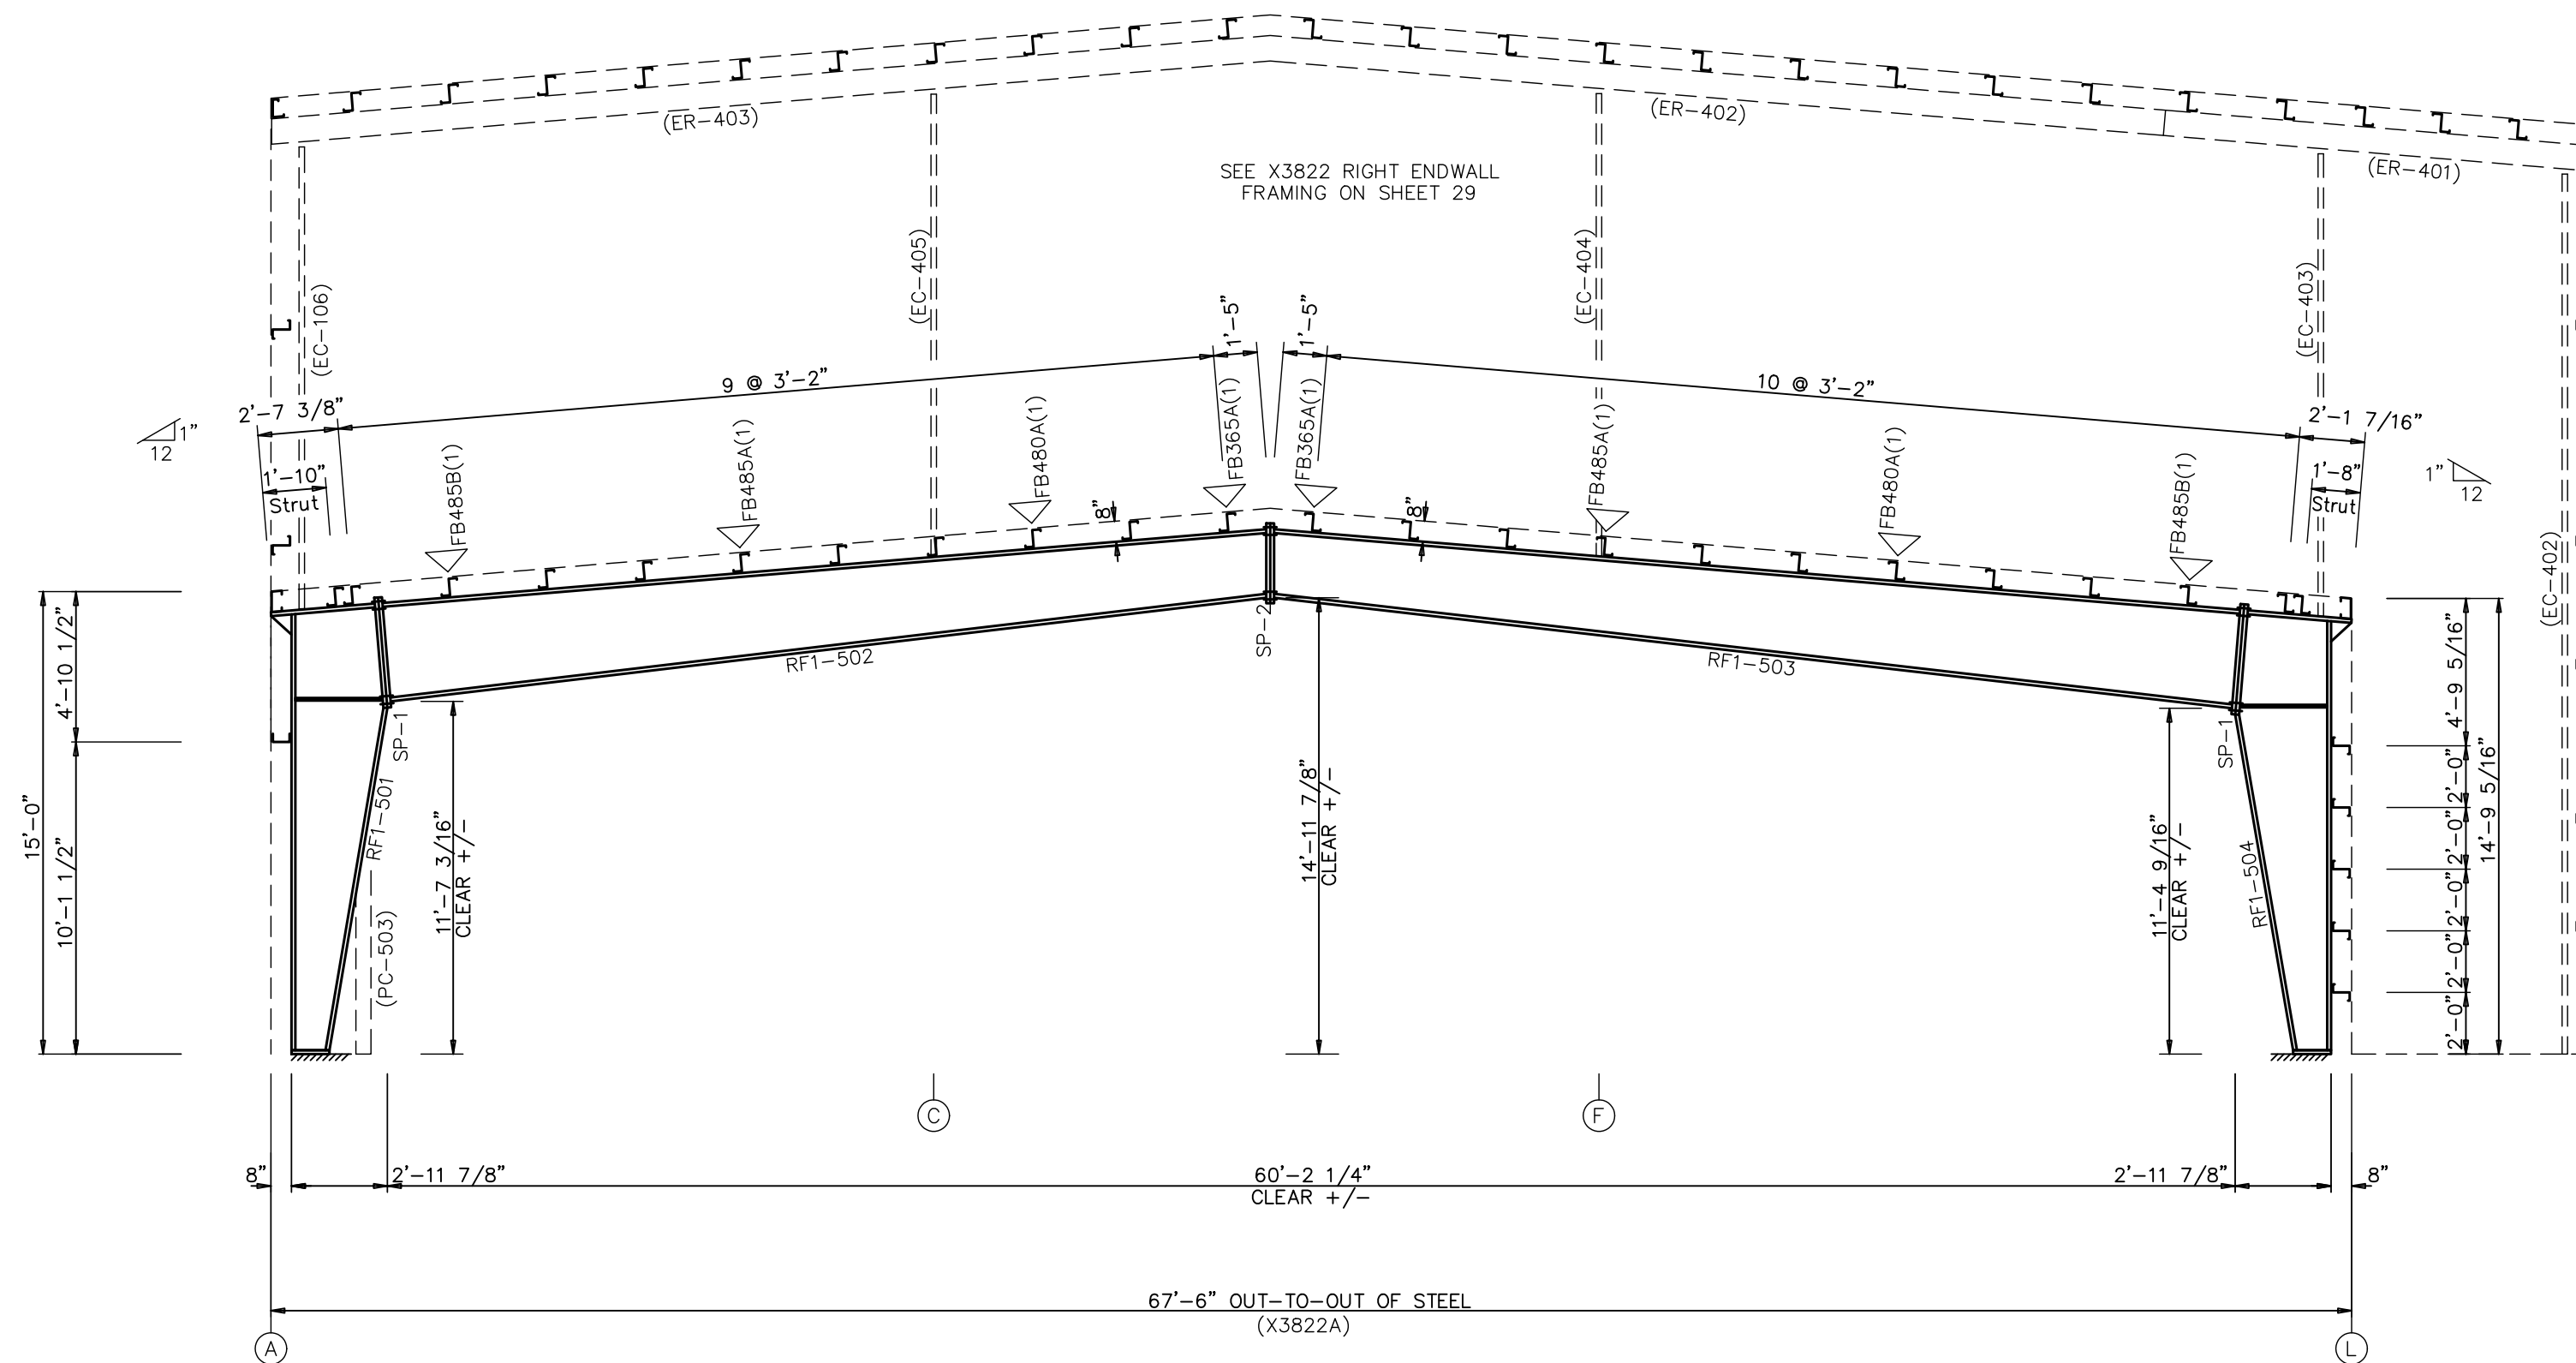 (ER-403)
(ER-402)
(ER-401)
SEE X3822 RIGHT ENDWALL
FRAMING ON SHEET 29
(EC-106)
(EC-405)
(EC-404)
(EC-403)
(EC-402)
1'-5"
1'-5"
9 @ 3'-2"
10 @ 3'-2"
2'-7 3/8"
2'-1 7/16"
1"
12
1"
12
1'-10"
Strut
1'-8"
Strut
FB485B(1)
FB485A(1)
FB480A(1)
FB365A(1)
FB365A(1)
FB485A(1)
FB480A(1)
FB485B(1)
8"
8"
RF1-502
SP-2
RF1-503
SP-1
SP-1
RF1-501
RF1-504
(PC-503)
15'-0"
4'-10 1/2"
10'-1 1/2"
11'-7 3/16"
CLEAR +/-
14'-11 7/8"
CLEAR +/-
11'-4 9/16"
CLEAR +/-
4'-9 5/16"
2'-0"
2'-0"
2'-0"
2'-0"
2'-0"
14'-9 5/16"
C
F
8"
2'-11 7/8"
60'-2 1/4"
CLEAR +/-
2'-11 7/8"
8"
67'-6" OUT-TO-OUT OF STEEL
(X3822A)
A
L